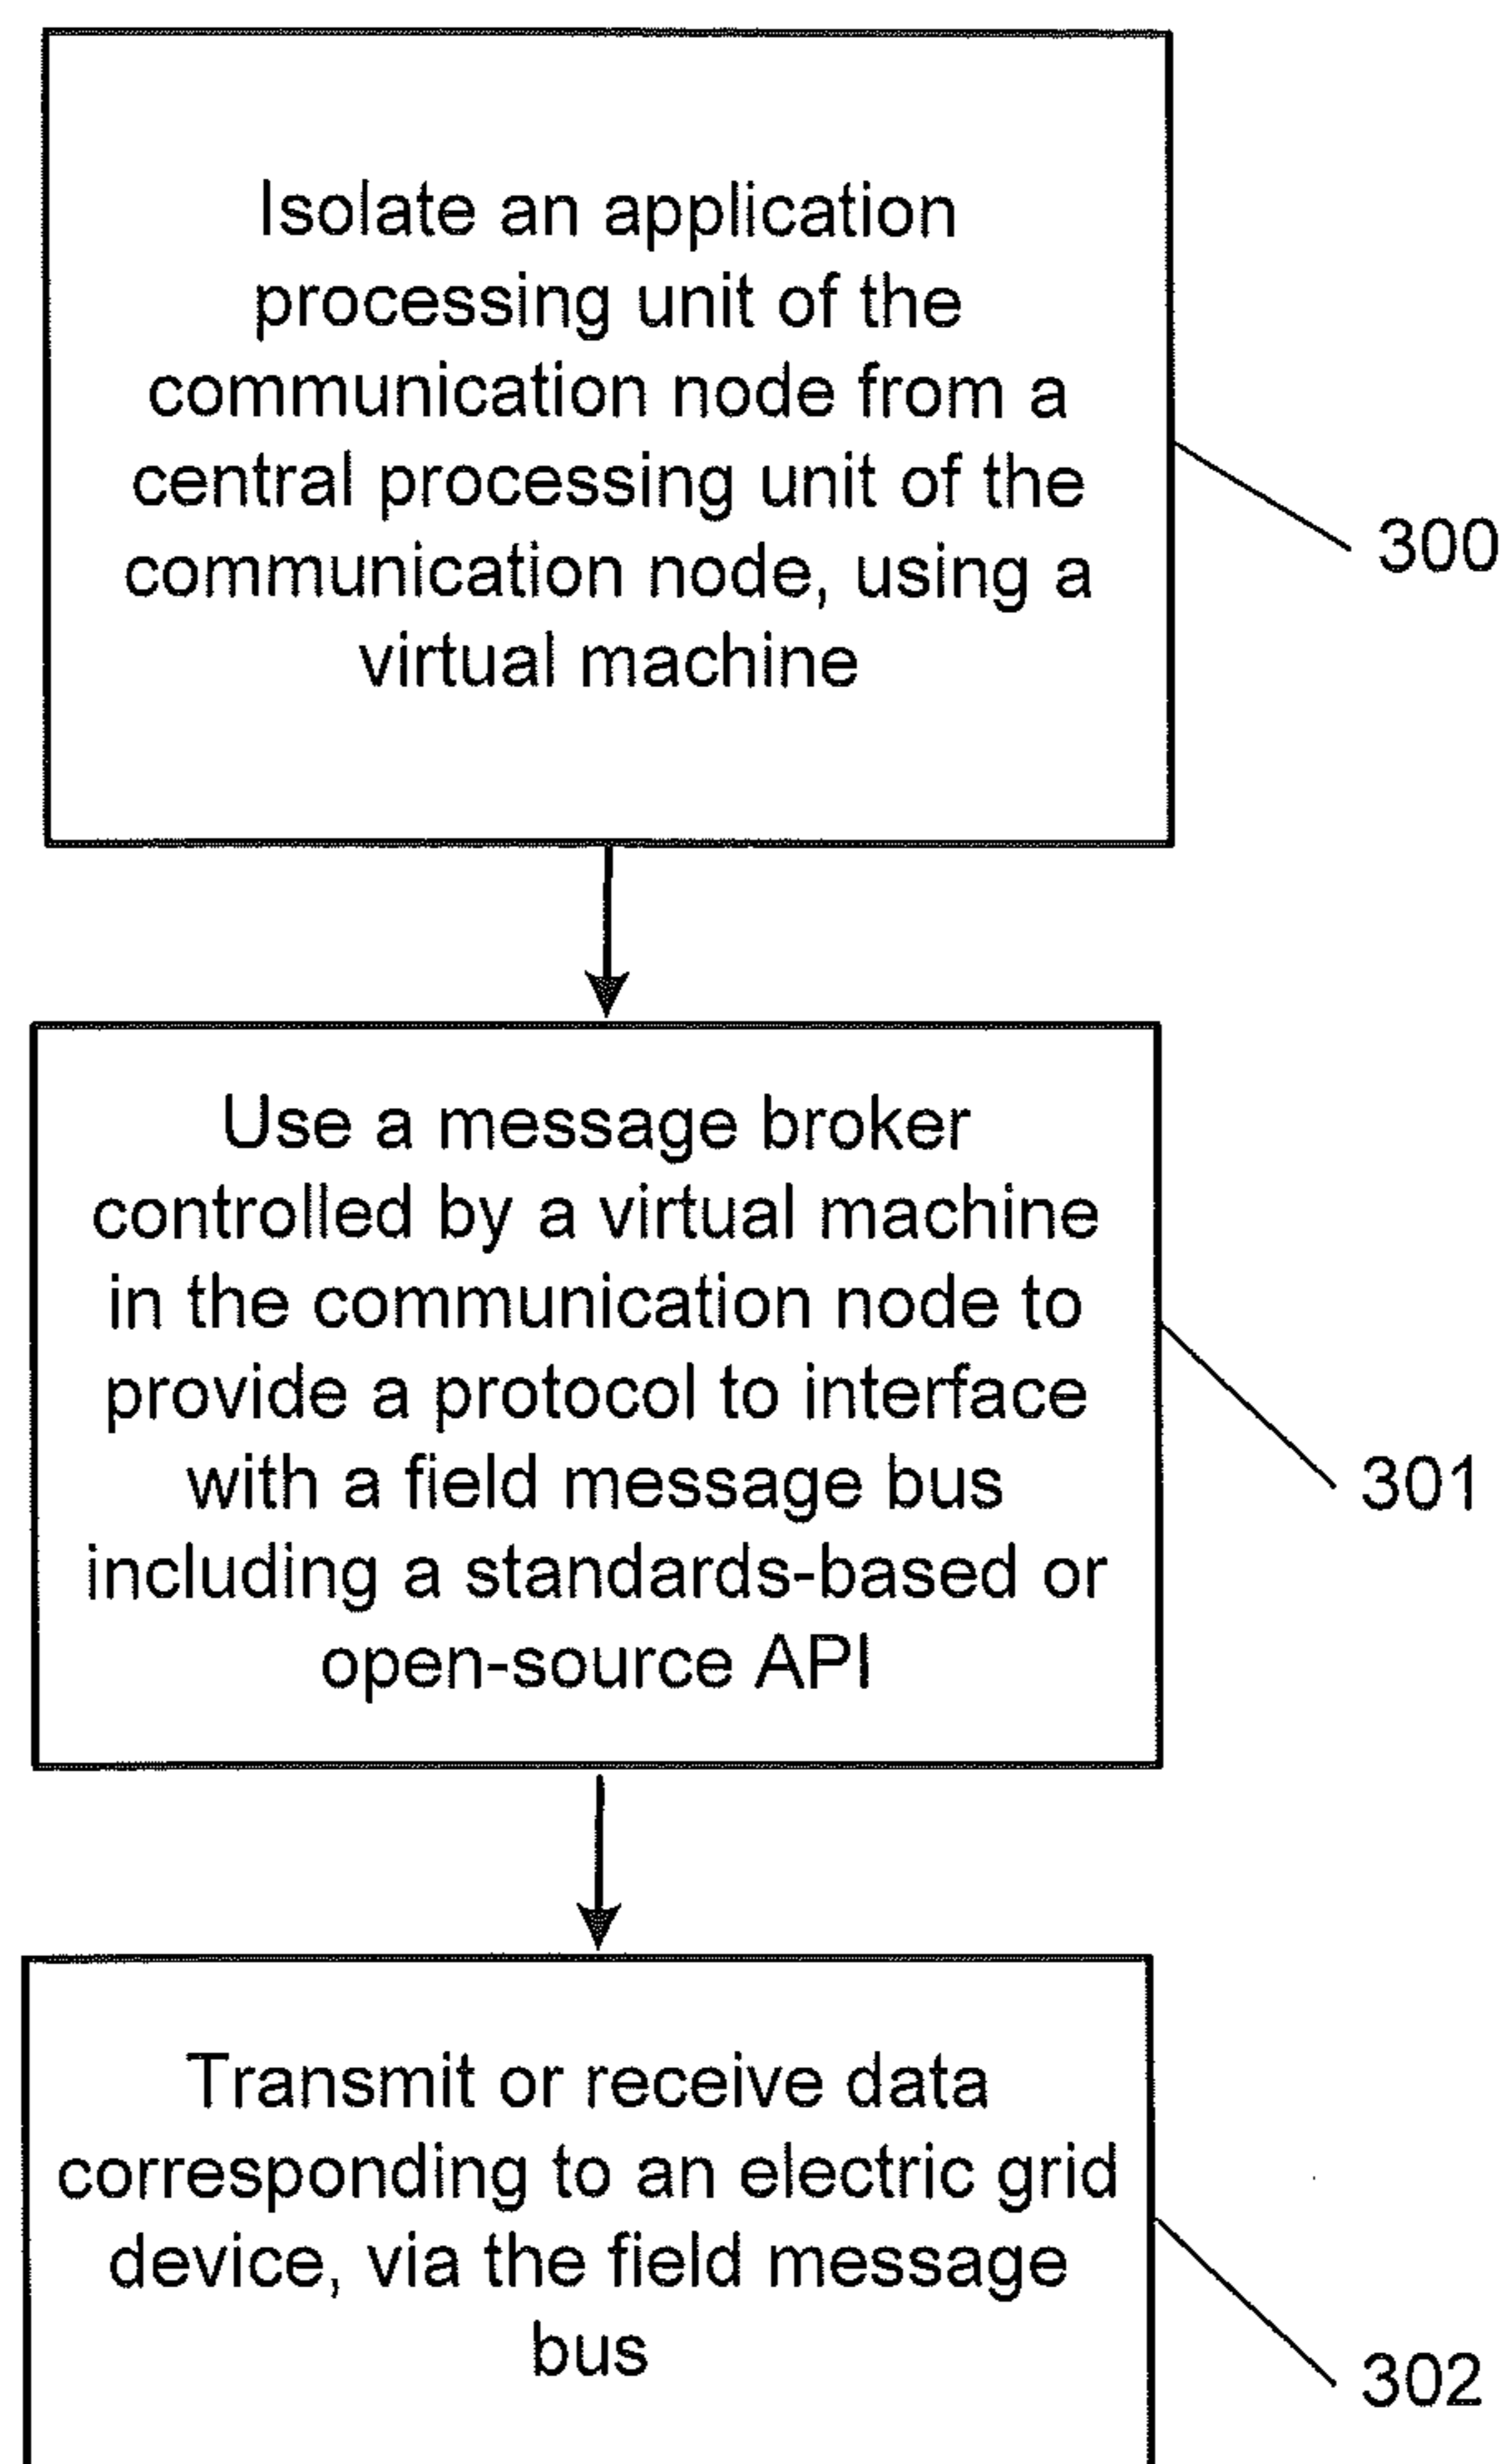 Isolate an application
processing unit of the
communication node from a
central processing unit of the
communication node, using a
virtual machine
300
Use a message broker
controlled by a virtual machine
in the communication node to
provide a protocol to interface
with a field message bus
including a standards-based or
open-source API
301
Transmit or receive data
corresponding to an electric grid
device, via the field message
bus
302